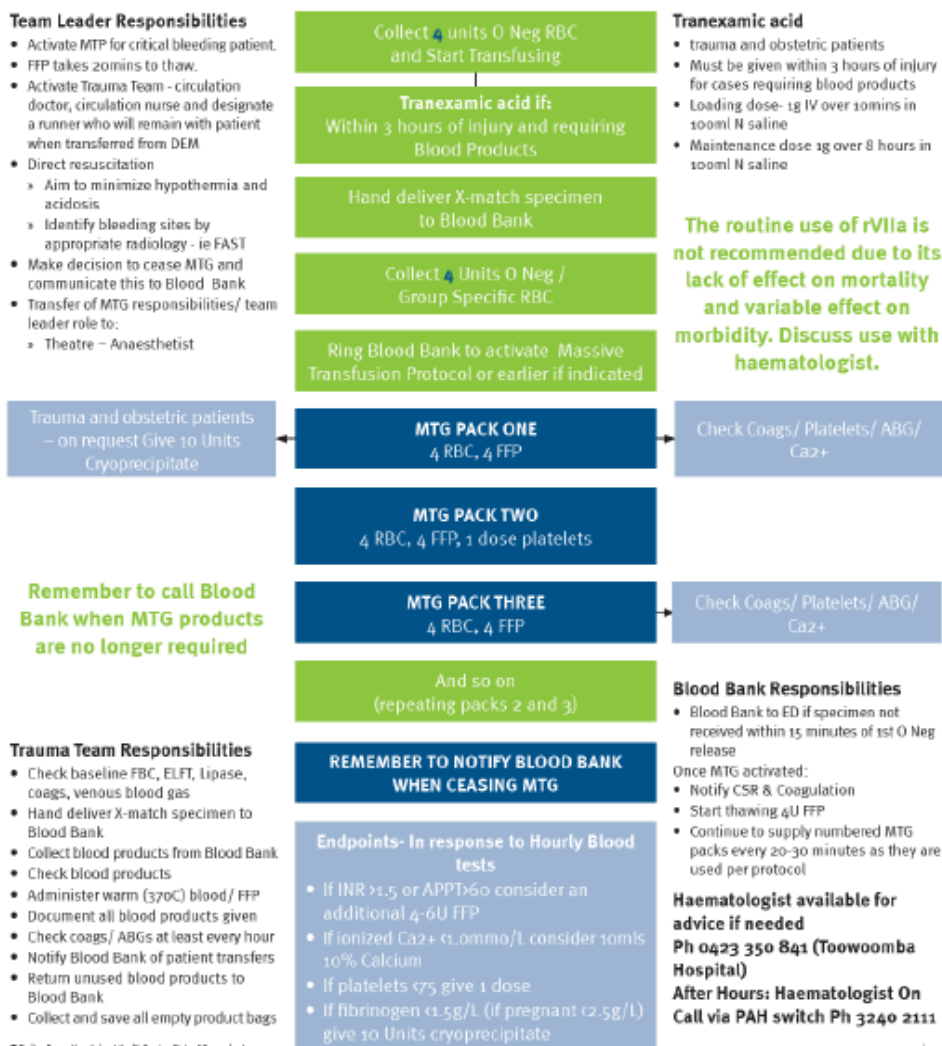 Team Leader Responsibilities
• Activate MTP for critical bleeding patient.
• FFP takes 20mins to thaw.
• Activate Trauma Team - circulation
doctor, circulation nurse and designate
a runner who will remain with patient
when transferred from DEM
• Direct resuscitation
» Aim to minimize hypothermia and
acidosis
» Identify bleeding sites by
appropriate radiology - ie FAST
• Make decision to cease MTG and
communicate this to Blood Bank
• Transfer of MTG responsibilities/ team
leader role to:
» Theatre – Anaesthetist
Collect 4 units O Neg RBC
and Start Transfusing
Tranexamic acid if:
Within 3 hours of injury and requiring
Blood Products
Hand deliver X-match specimen
to Blood Bank
Collect 4 Units O Neg /
Group Specific RBC
Ring Blood Bank to activate Massive
Transfusion Protocol or earlier if indicated
Tranexamic acid
• trauma and obstetric patients
• Must be given within 3 hours of injury
for cases requiring blood products
• Loading dose- 1g IV over 10mins in
100ml N saline
• Maintenance dose 1g over 8 hours in
100ml N saline
The routine use of rVIIa is
not recommended due to its
lack of effect on mortality
and variable effect on
morbidity. Discuss use with
haematologist.
Trauma and obstetric patients
– on request Give 10 Units
Cryoprecipitate
MTG PACK ONE
4 RBC, 4 FFP
Check Coags/ Platelets/ ABG/
Ca2+
MTG PACK TWO
4 RBC, 4 FFP, 1 dose platelets
Remember to call Blood
Bank when MTG products
are no longer required
MTG PACK THREE
4 RBC, 4 FFP
Check Coags/ Platelets/ ABG/
Ca2+
And so on
(repeating packs 2 and 3)
REMEMBER TO NOTIFY BLOOD BANK
WHEN CEASING MTG
Trauma Team Responsibilities
• Check baseline FBC, ELFT, Lipase,
coags, venous blood gas
• Hand deliver X-match specimen to
Blood Bank
• Collect blood products from Blood Bank
• Check blood products
• Administer warm (370C) blood/ FFP
• Document all blood products given
• Check coags/ ABGs at least every hour
• Notify Blood Bank of patient transfers
• Return unused blood products to
Blood Bank
• Collect and save all empty product bags
Endpoints- In response to Hourly Blood
tests
• If INR >1.5 or APPT>60 consider an
additional 4-6U FFP
• If ionized Ca2+ <1.0mmo/L consider 10mls
10% Calcium
• If platelets <75 give 1 dose
• If fibrinogen <1.5g/L (if pregnant <2.5g/L)
give 10 Units cryoprecipitate
Blood Bank Responsibilities
• Blood Bank to ED if specimen not
received within 15 minutes of 1st O Neg
release
Once MTG activated:
• Notify CSR & Coagulation
• Start thawing 4U FFP
• Continue to supply numbered MTG
packs every 20-30 minutes as they are
used per protocol
Haematologist available for
advice if needed
Ph 0423 350 841 (Toowoomba
Hospital)
After Hours: Haematologist On
Call via PAH switch Ph 3240 2111